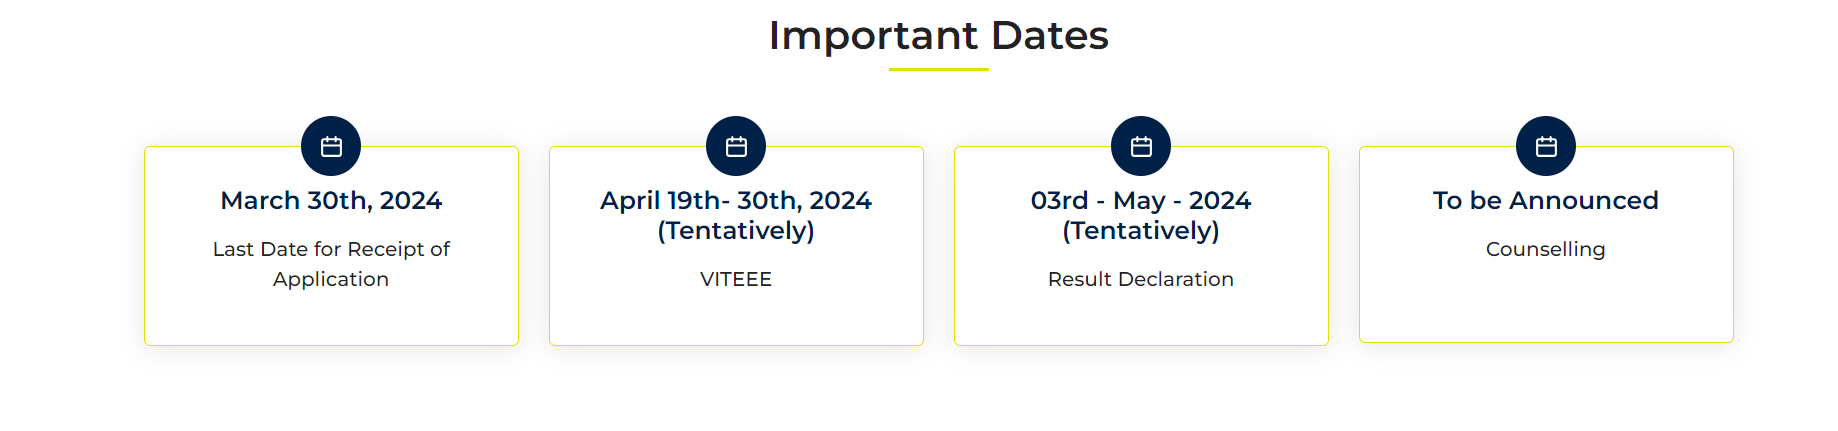 Important Dates
March 30th, 2024
Last Date for Receipt of
Application
April 19th- 30th, 2024
(Tentatively)
VITEEE
03rd - May - 2024
(Tentatively)
Result Declaration
To be Announced
Counselling